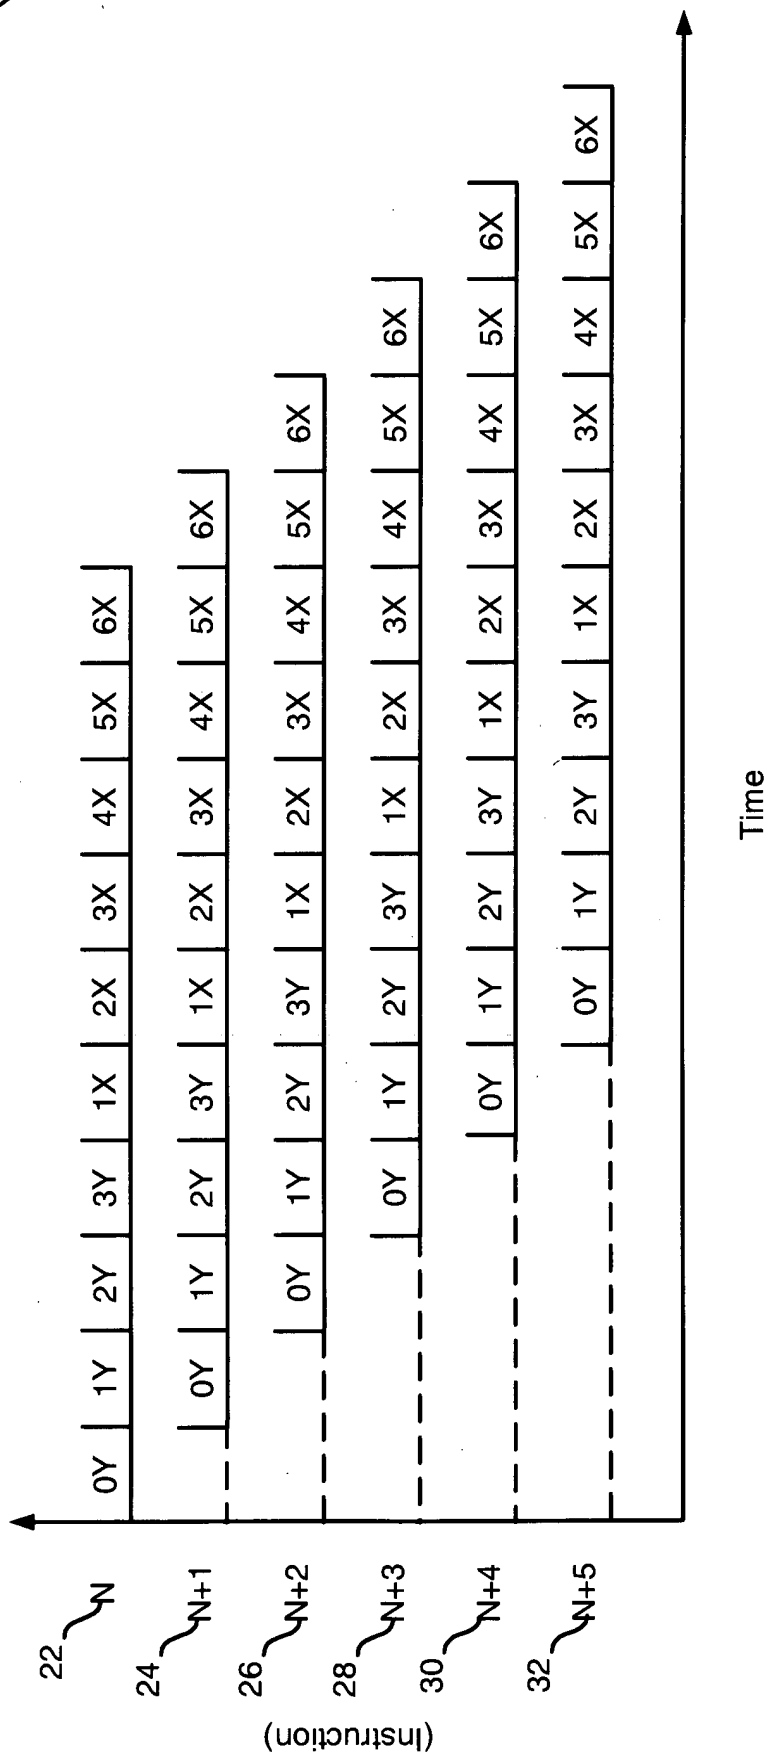 (Instruction)
22 N 0Y 1Y 2Y 3Y 1X 2X 3X 4X 5X 6X
24 N+1 0Y 1Y 2Y 3Y 1X 2X 3X 4X 5X 6X
26 N+2 0Y 1Y 2Y 3Y 1X 2X 3X 4X 5X 6X
28 N+3 0Y 1Y 2Y 3Y 1X 2X 3X 4X 5X 6X
30 N+4 0Y 1Y 2Y 3Y 1X 2X 3X 4X 5X 6X
32 N+5 0Y 1Y 2Y 3Y 1X 2X 3X 4X 5X 6X
Time